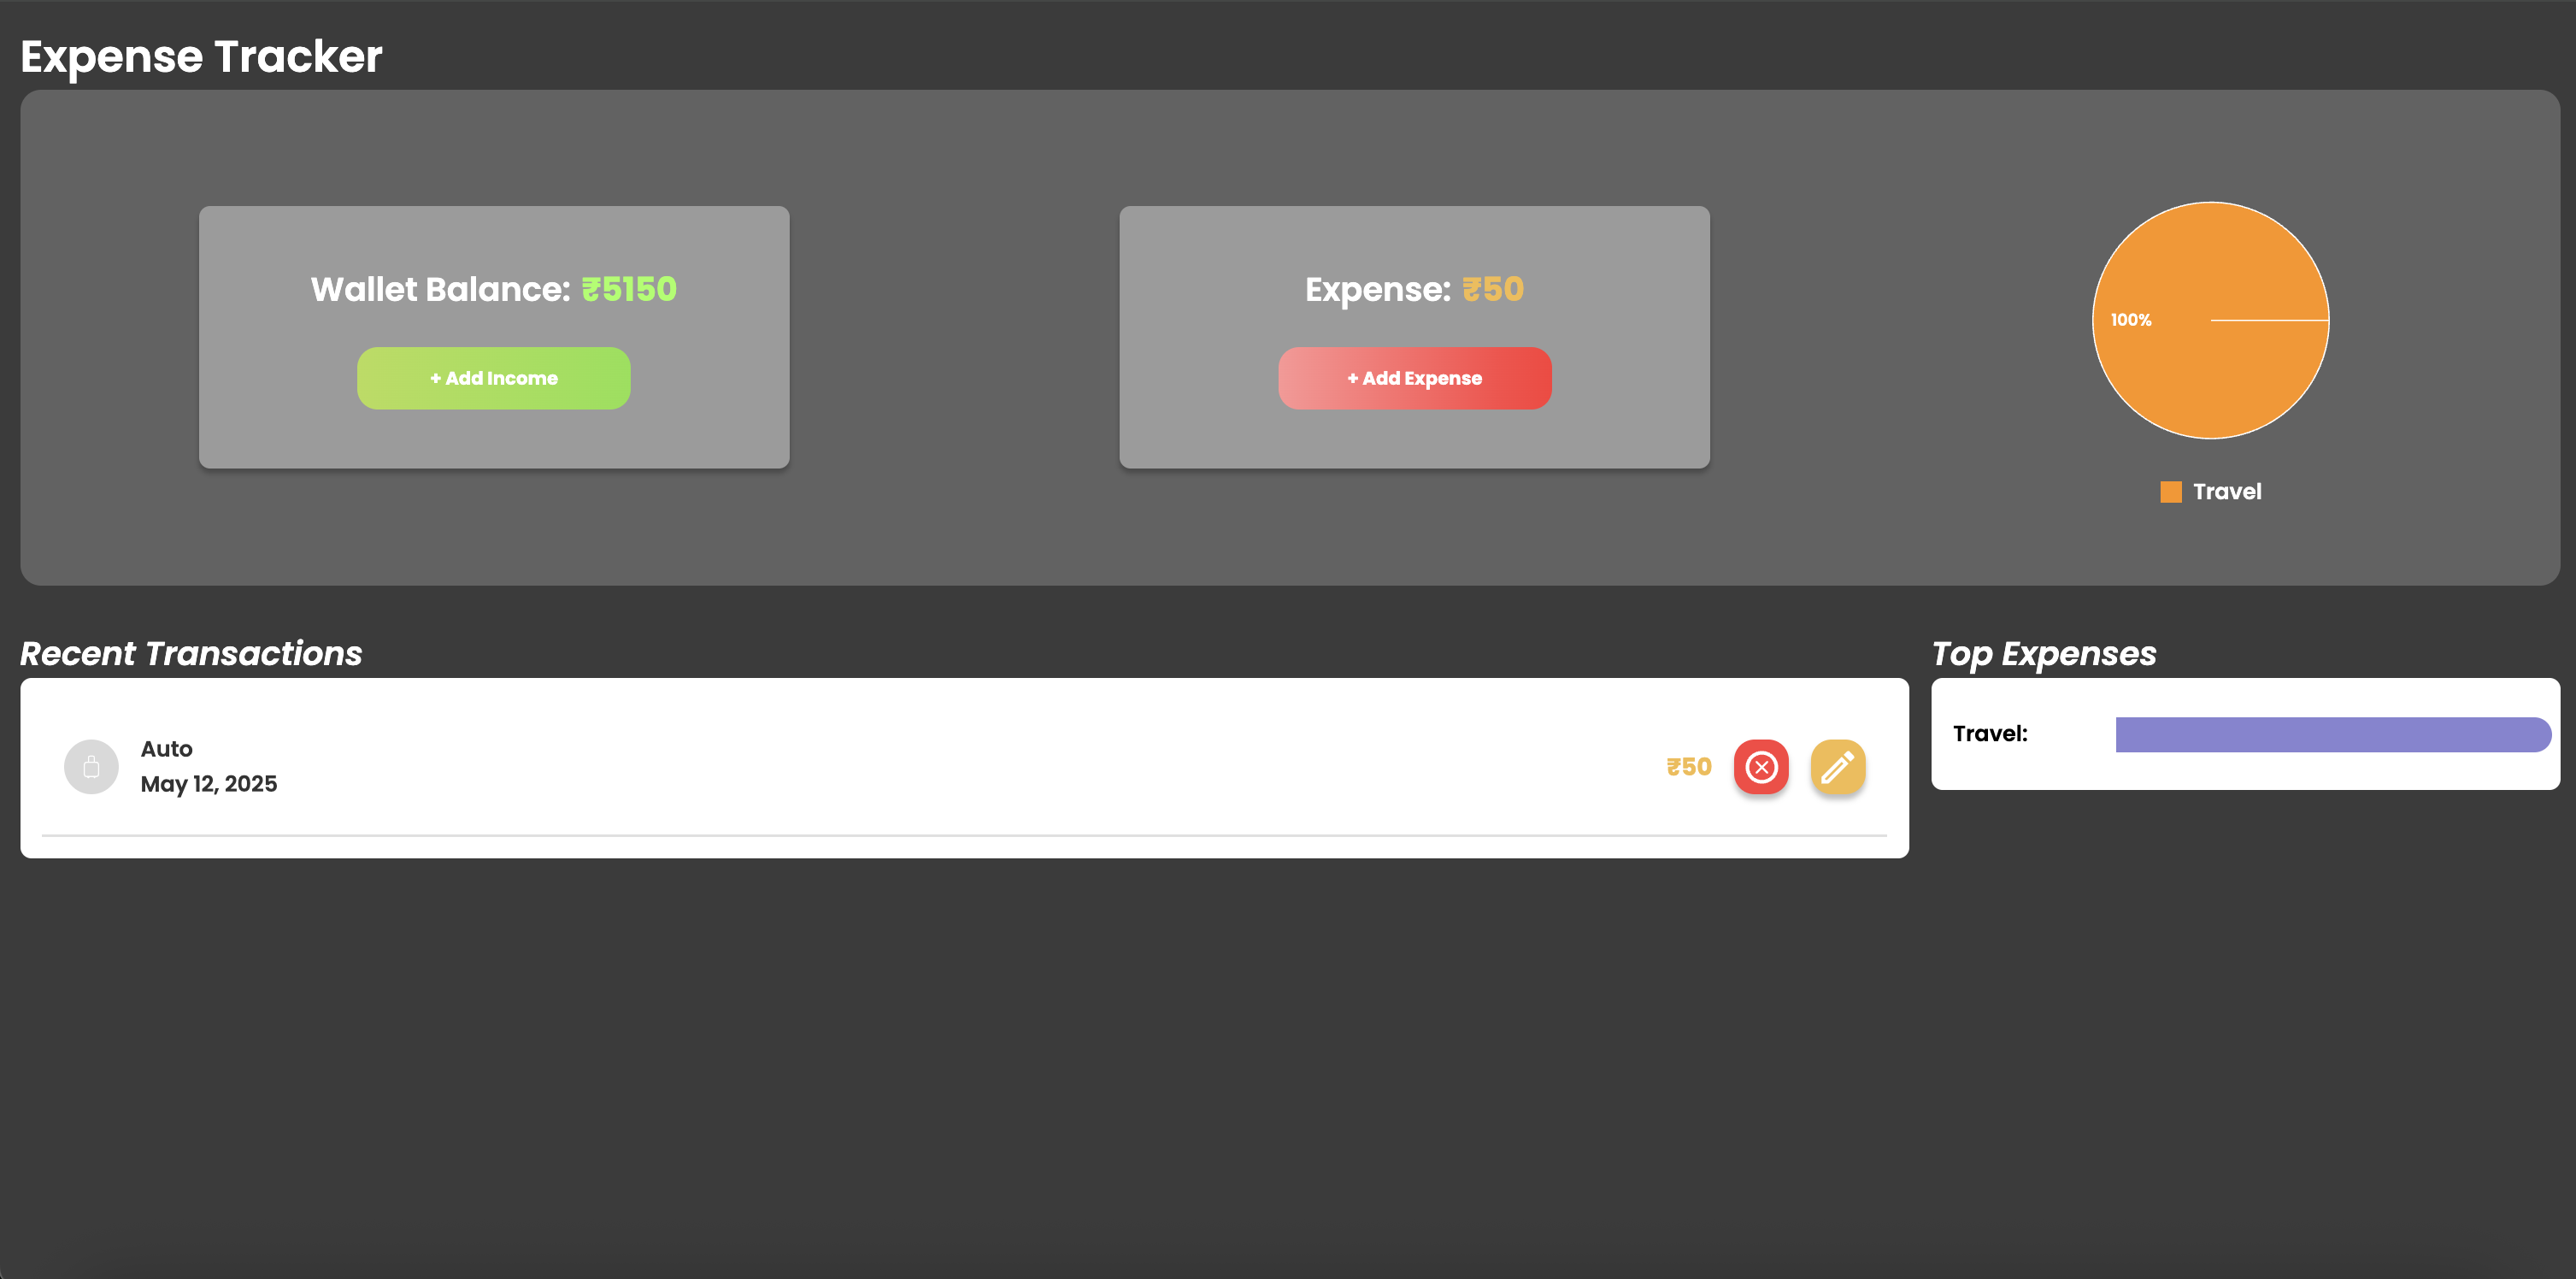 Expense Tracker
Wallet Balance: ₹5150
+ Add Income
Expense: ₹50
+ Add Expense
100%
Travel
Recent Transactions
Auto
May 12, 2025
₹50
Top Expenses
Travel: